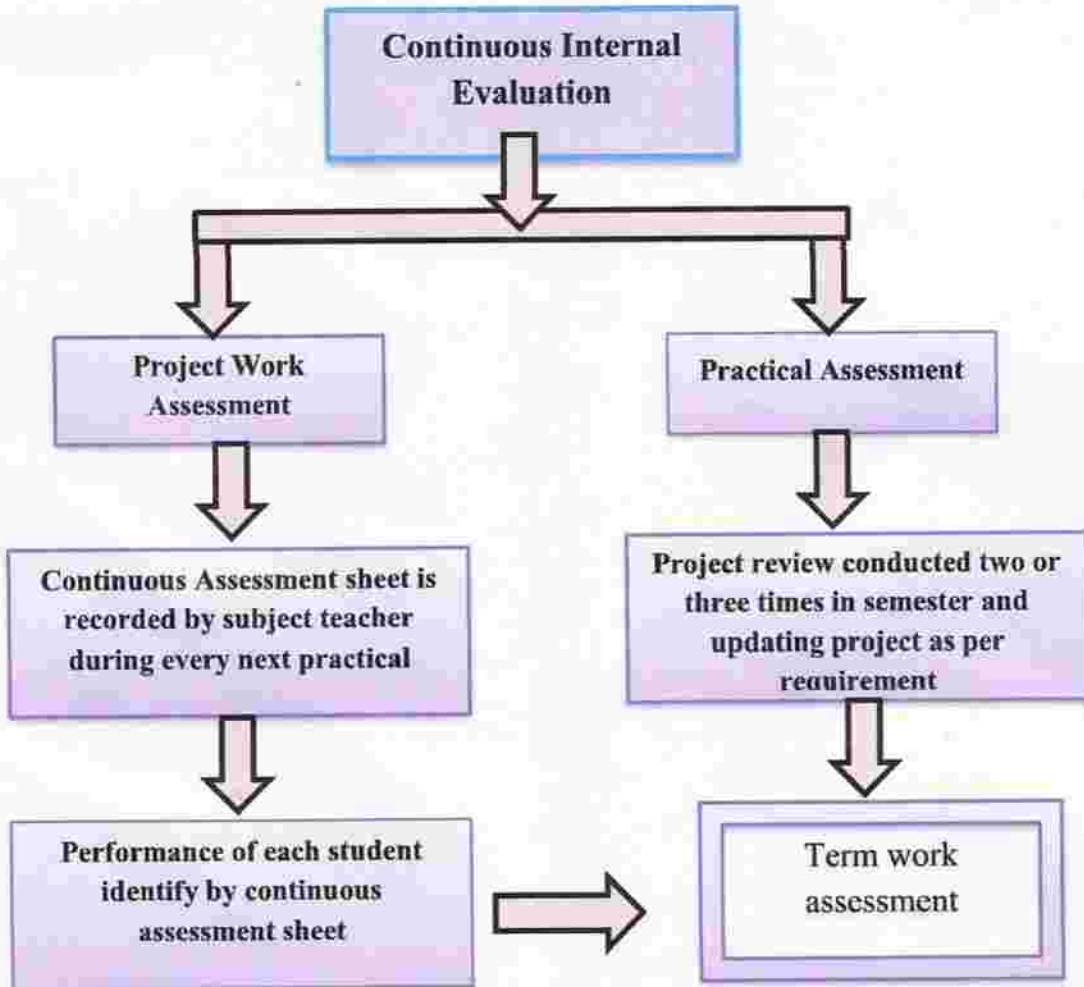 Continuous Internal
Evaluation
Project Work
Assessment
Practical Assessment
Continuous Assessment sheet is
recorded by subject teacher
during every next practical
Project review conducted two or
three times in semester and
updating project as per
requirement
Performance of each student
identify by continuous
assessment sheet
Term work
assessment